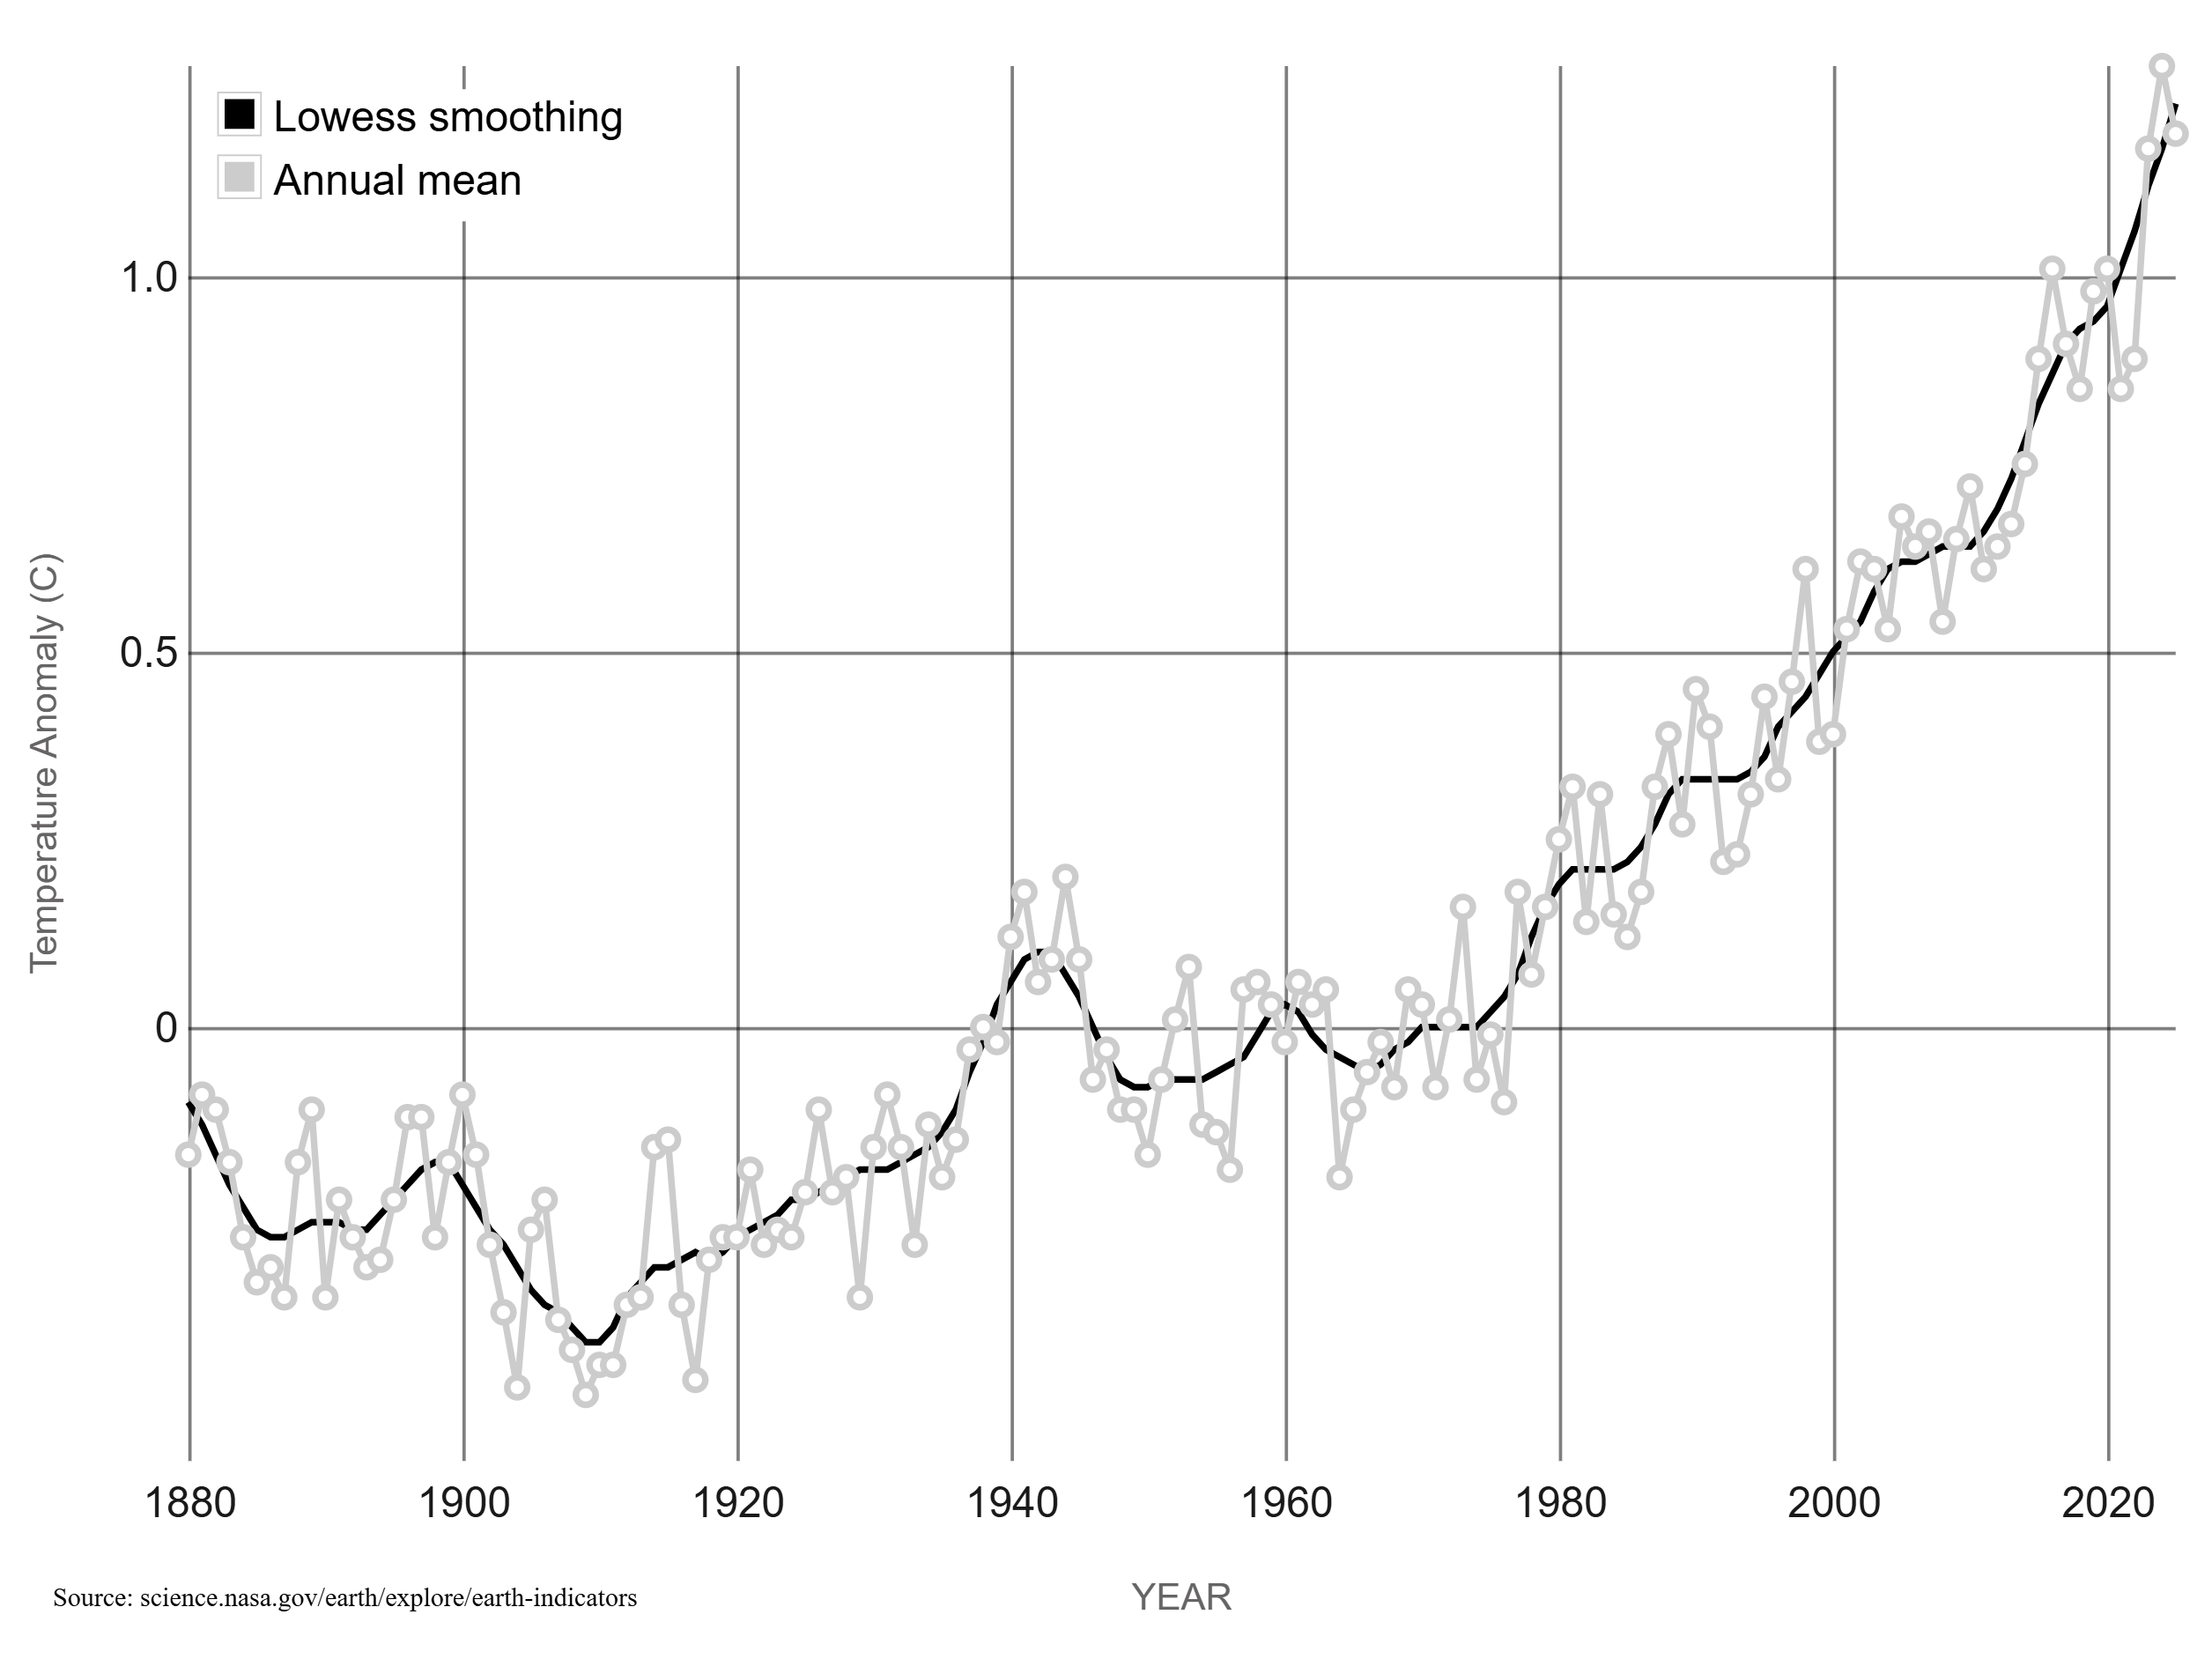 Lowess smoothing
Annual mean
1.0
0.5
0
Temperature Anomaly (C)
1880 1900 1920 1940 1960 1980 2000 2020
YEAR
Source: science.nasa.gov/earth/explore/earth-indicators